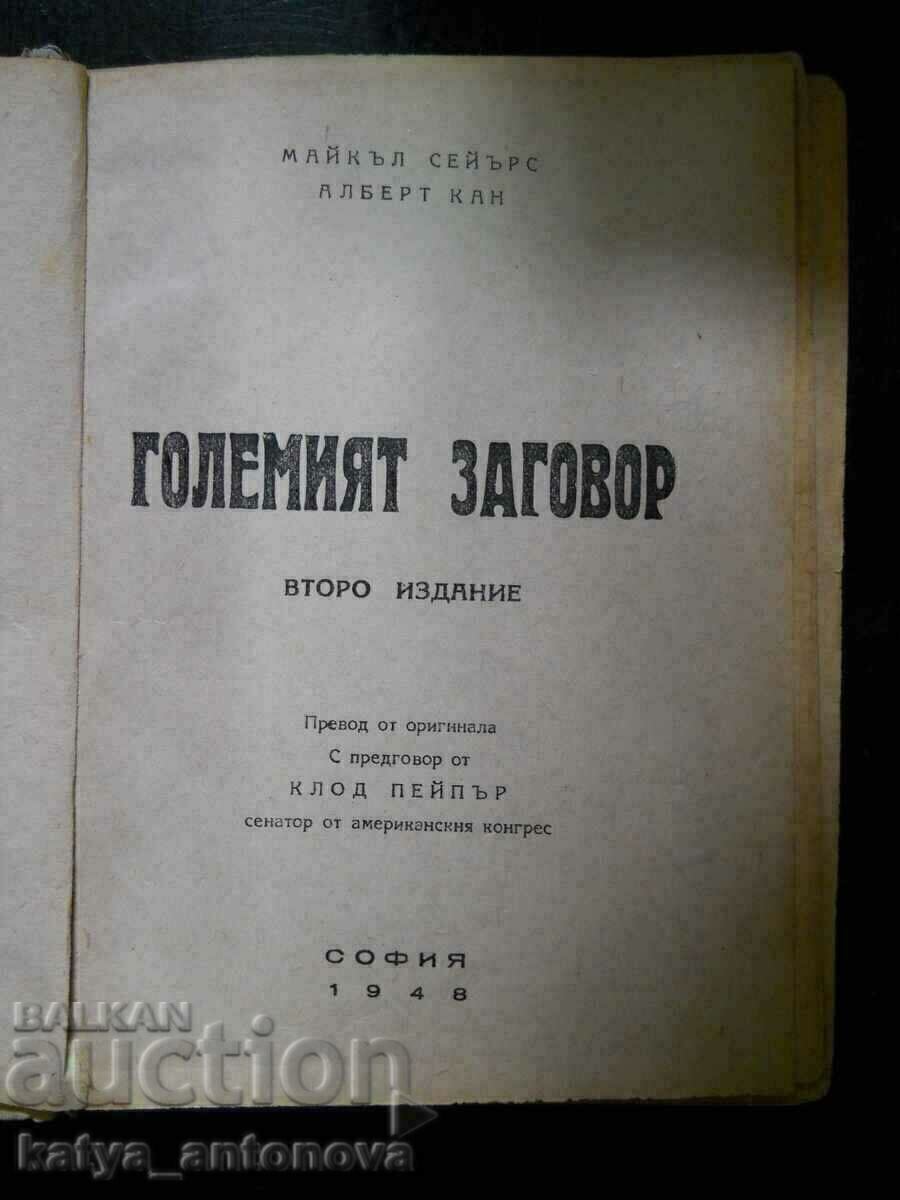 МАЙКЪЛ СЕЙЪРС
АЛБЕРТ КАН
ГОЛЕМИЯТ ЗАГОВОР
ВТОРО ИЗДАНИЕ
Превод от оригинала
С предговор от
КЛОД ПЕЙПЪР
сенатор от американския конгрес
СОФИЯ
1948
BALKAN
auction
katya_antonova